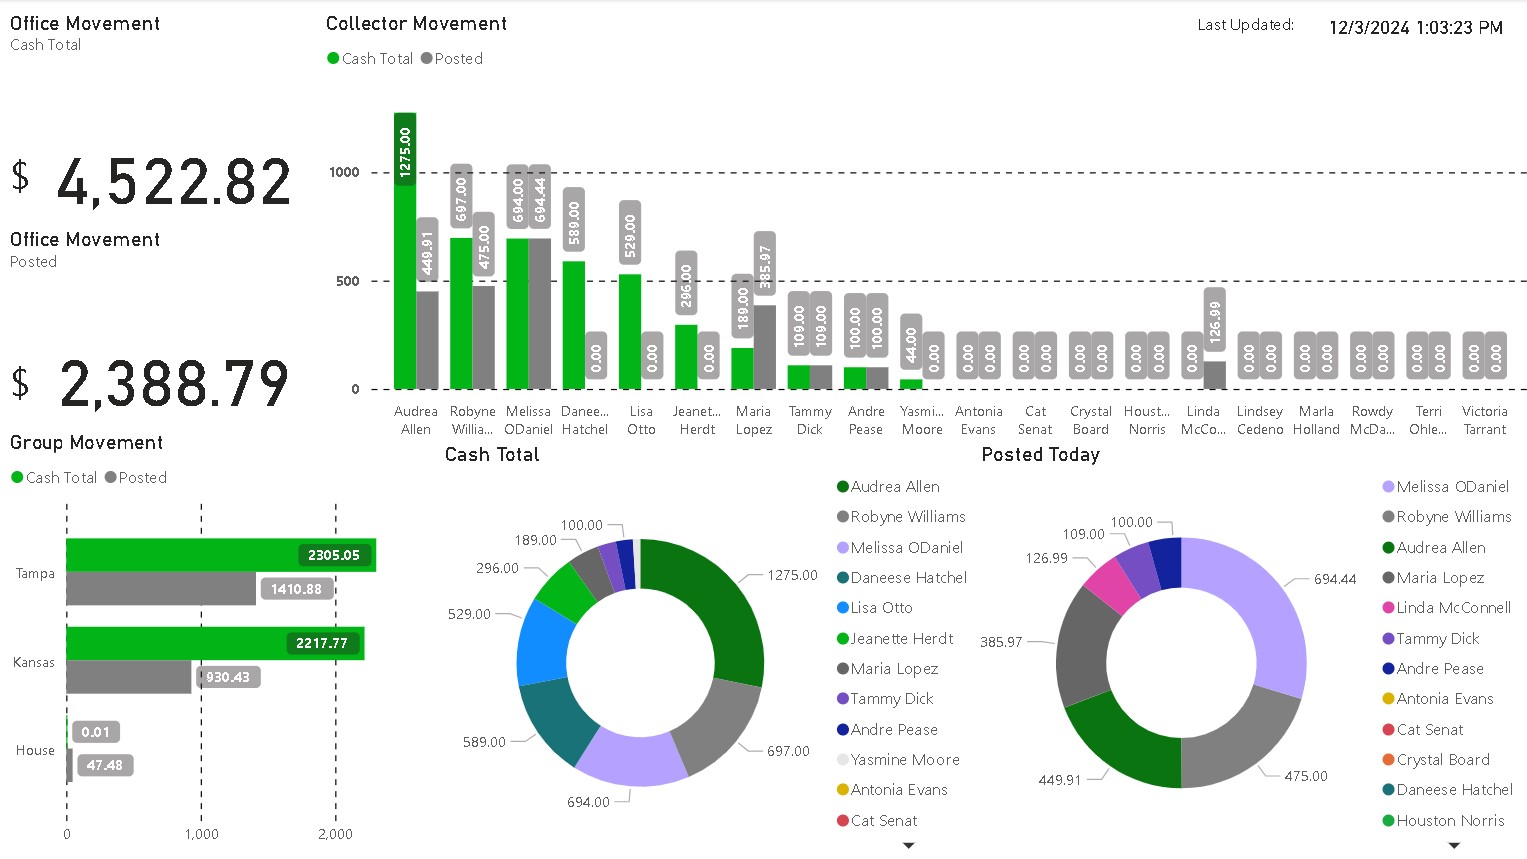 Office Movement
Cash Total
$ 4,522.82
Office Movement
Posted
$ 2,388.79
Collector Movement
Cash Total Posted
Last Updated: 12/3/2024 1:03:23 PM
1000
500
0
1275.00 449.91 697.00 475.00 694.00 694.44 589.00 0.00 529.00 0.00 296.00 0.00 189.00 385.97 109.00 109.00 100.00 100.00 44.00 0.00 0.00 0.00 0.00 0.00 0.00 0.00 0.00 0.00 0.00 126.99 0.00 0.00 0.00 0.00 0.00 0.00 0.00 0.00 0.00 0.00
Audrea Robyne Melissa Danee... Lisa Jeanet... Maria Tammy Andre Yasmi... Antonia Cat Crystal Houst... Linda Lindsey Marla Rowdy Terri Victoria
Allen Willia... ODaniel Hatchel Otto Herdt Lopez Dick Pease Moore Evans Senat Board Norris McCo... Cedeno Holland McDa... Ohle... Tarrant
Group Movement
Cash Total Posted
Tampa
2305.05
1410.88
Kansas
2217.77
930.43
House
0.01
47.48
0 1,000 2,000
Cash Total
1275.00
697.00
694.00
589.00
529.00
296.00
189.00
100.00
Audrea Allen
Robyne Williams
Melissa ODaniel
Daneese Hatchel
Lisa Otto
Jeanette Herdt
Maria Lopez
Tammy Dick
Andre Pease
Yasmine Moore
Antonia Evans
Cat Senat
Posted Today
694.44
475.00
449.91
385.97
126.99
109.00
100.00
Melissa ODaniel
Robyne Williams
Audrea Allen
Maria Lopez
Linda McConnell
Tammy Dick
Andre Pease
Antonia Evans
Cat Senat
Crystal Board
Daneese Hatchel
Houston Norris